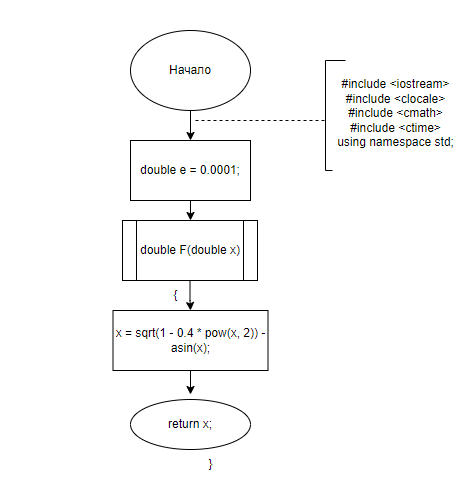 Начало
#include <iostream>
#include <clocale>
#include <cmath>
#include <ctime>
using namespace std;
double e = 0.0001;
double F(double x)
{
x = sqrt(1 - 0.4 * pow(x, 2)) -
asin(x);
return x;
}